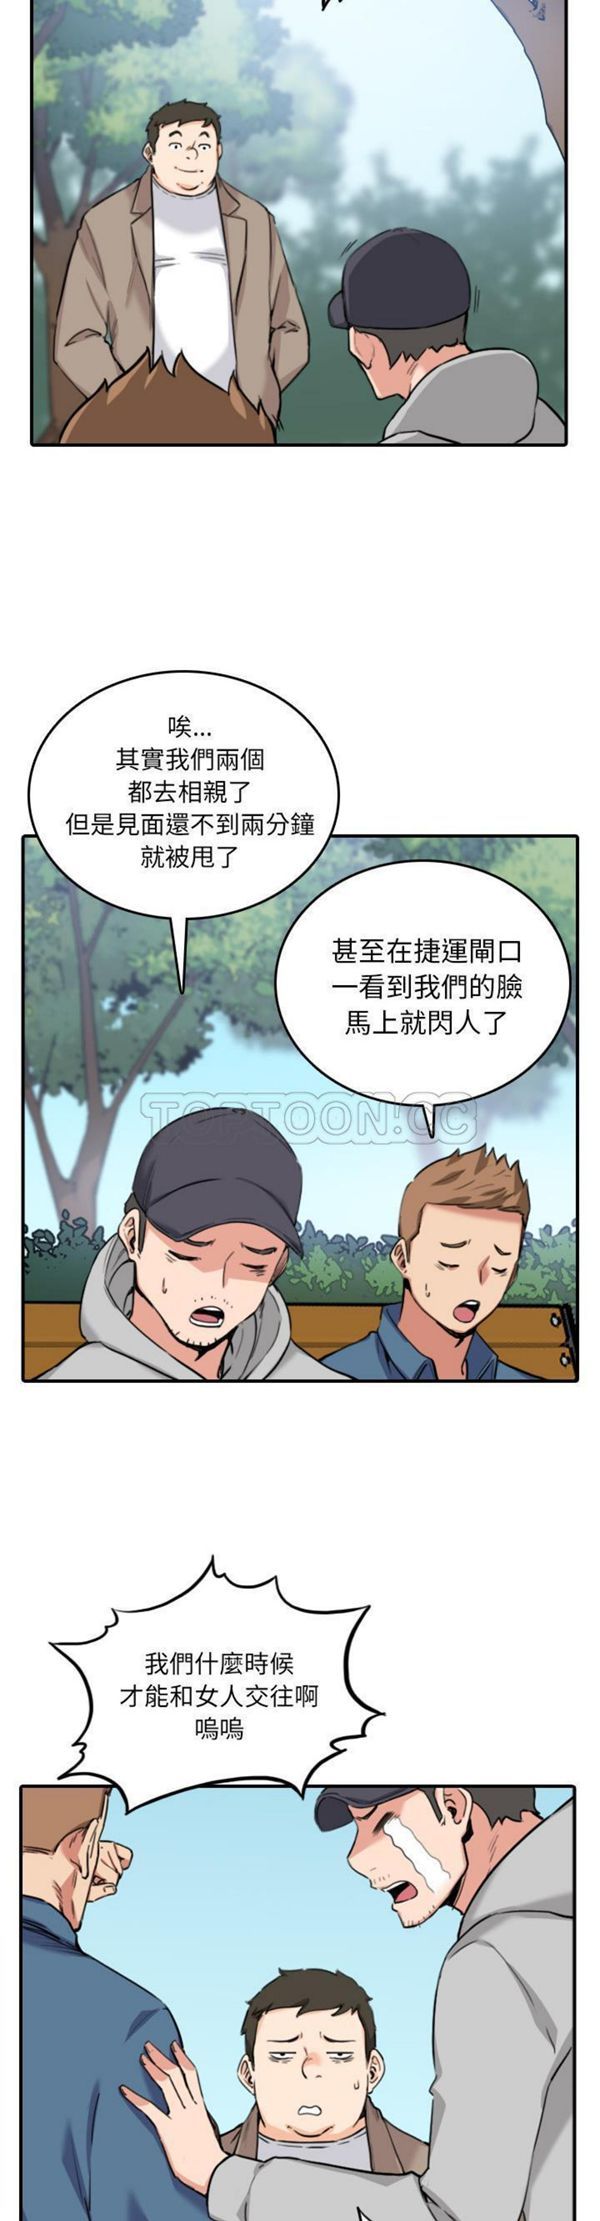 唉...
其實我們兩個
都去相親了
但是見面還不到兩分鐘
就被甩了
甚至在捷運閘口
一看到我們的臉
馬上就閃人了
TOPTOON.CC
我們什麼時候
才能和女人交往啊
嗚嗚